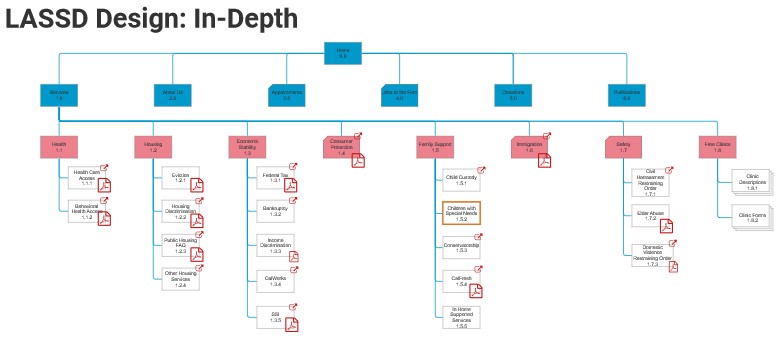 LASSD Design: In-Depth
Home
0.0
Services
1.0
About Us
2.0
Appointments
3.0
4.0
Donations
5.0
Publications
6.0
Health
1.1
Housing
1.2
Economic
Stability
1.3
Consumer
Protection
1.4
Family Support
1.5
Immigration
1.6
Safety
1.7
Free Clinics
1.8
Health Care
Access
1.1.1
Behavioral
Health Access
1.1.2
Eviction
1.2.1
Housing
Discrimination
1.2.2
Public Housing
FAQ
1.2.3
Other Housing
Services
1.2.4
Federal Tax
1.3.1
Bankruptcy
1.3.2
Income
Discrimination
1.3.3
CalWorks
1.3.4
SSI
1.3.5
Child Custody
1.5.1
Children with
Special Needs
1.5.2
Conservatorship
1.5.3
CalFresh
1.5.4
In Home
Supported
Services
1.5.5
Civil
Harassment
Restraining
Order
1.7.1
Elder Abuse
1.7.2
Domestic
Violence
Restraining Order
1.7.3
Clinic
Descriptions
1.8.1
Clinic Forms
1.8.2